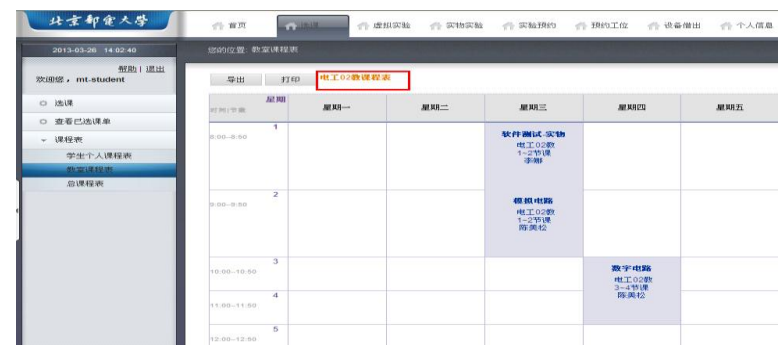 北京邮电大学
首页
选课
虚拟实验
实物实验
实验预约
预约工位
设备借出
个人信息
2013-03-26 14:02:40
您的位置: 教室课程表
帮助 | 退出
欢迎您, mt-student
选课
查看已选课单
课程表
学生个人课程表
教室课程表
总课程表
导出
打印
电工02教课程表
星期
时间/节数
星期一
星期二
星期三
星期四
星期五
1
8:00--8:50
软件测试-实物
电工02教
1-2节课
李娜
2
9:00--9:50
模拟电路
电工02教
1-2节课
陈美松
3
10:00--10:50
数字电路
电工02教
3-4节课
陈美松
4
11:00--11:50
5
12:00--12:50